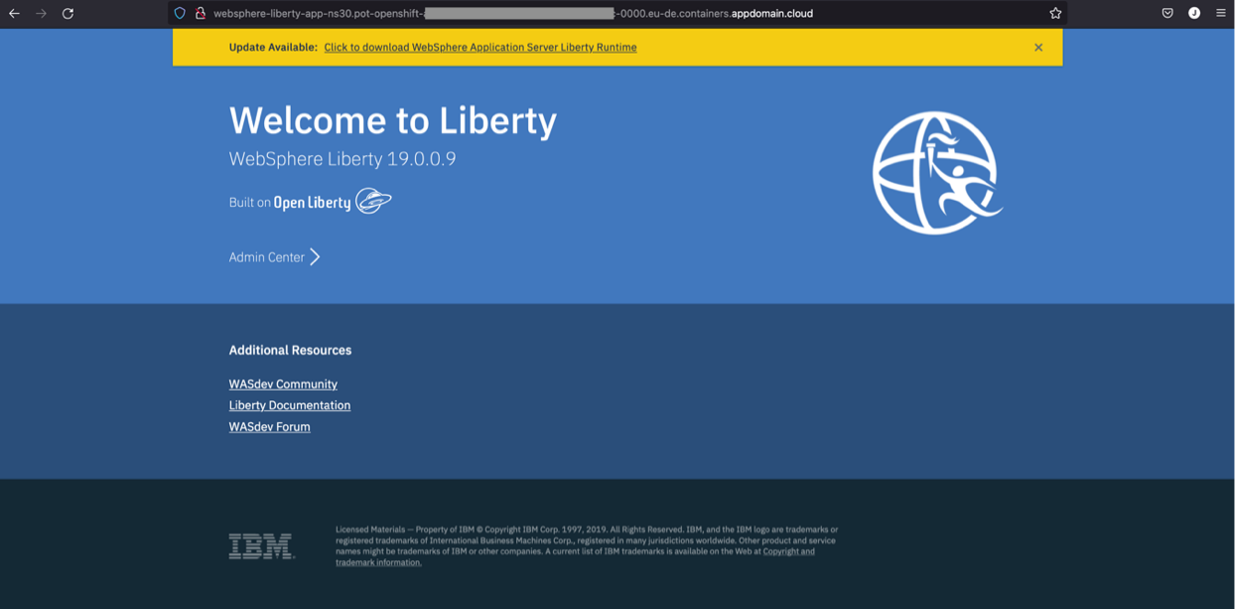 websphere-liberty-app-ns30.pot-openshift- -0000.eu-de.containers.appdomain.cloud
J
Update Available: Click to download WebSphere Application Server Liberty Runtime
Welcome to Liberty
WebSphere Liberty 19.0.0.9
Built on Open Liberty
Admin Center
Additional Resources
WASdev Community
Liberty Documentation
WASdev Forum
IBM
Licensed Materials — Property of IBM © Copyright IBM Corp. 1997, 2019. All Rights Reserved. IBM, and the IBM logo are trademarks or
registered trademarks of International Business Machines Corp., registered in many jurisdictions worldwide. Other product and service
names might be trademarks of IBM or other companies. A current list of IBM trademarks is available on the Web at Copyright and
trademark information.